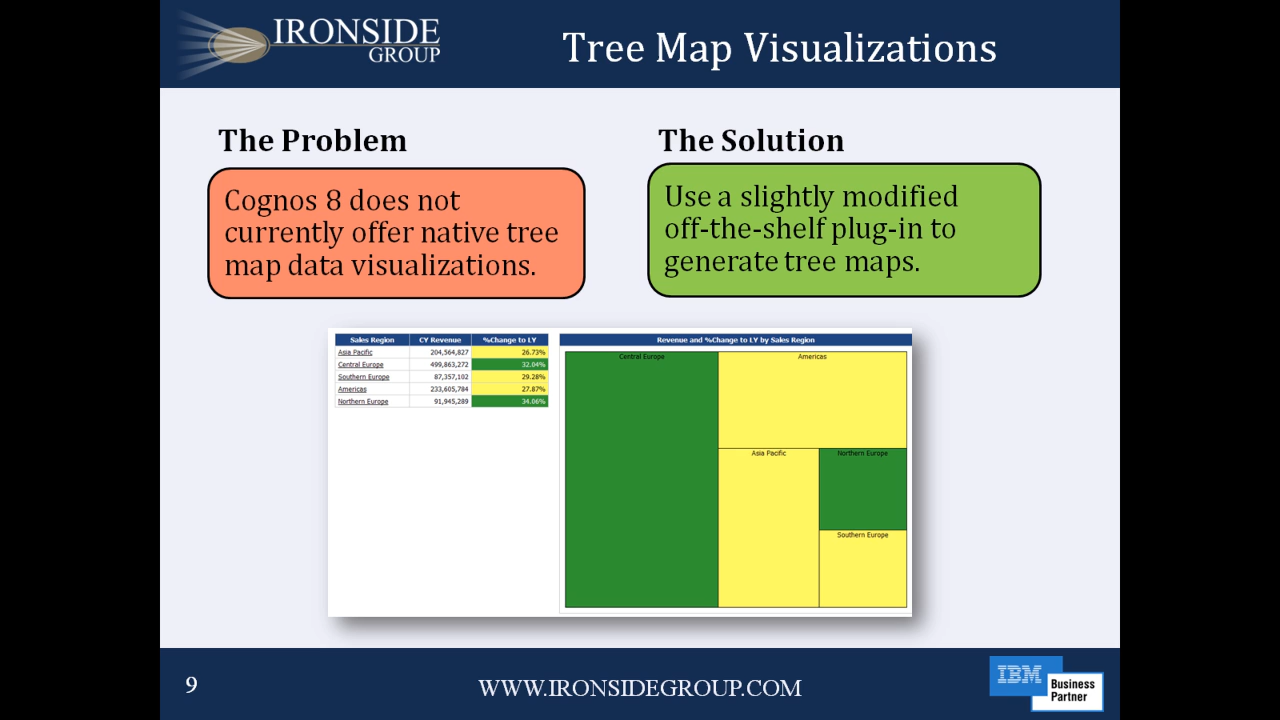 IRONSIDE
GROUP
Tree Map Visualizations
The Problem
Cognos 8 does not
currently offer native tree
map data visualizations.
The Solution
Use a slightly modified
off-the-shelf plug-in to
generate tree maps.
Sales Region CY Revenue %Change to LY
Asia Pacific 204,564,827 26.73%
Central Europe 499,863,272 32.04%
Southern Europe 87,357,102 29.28%
Americas 233,605,784 27.87%
Northern Europe 91,945,289 34.06%
Revenue and %Change to LY by Sales Region
Central Europe
Americas
Asia Pacific
Northern Europe
Southern Europe
9
WWW.IRONSIDEGROUP.COM
IBM
Business
Partner